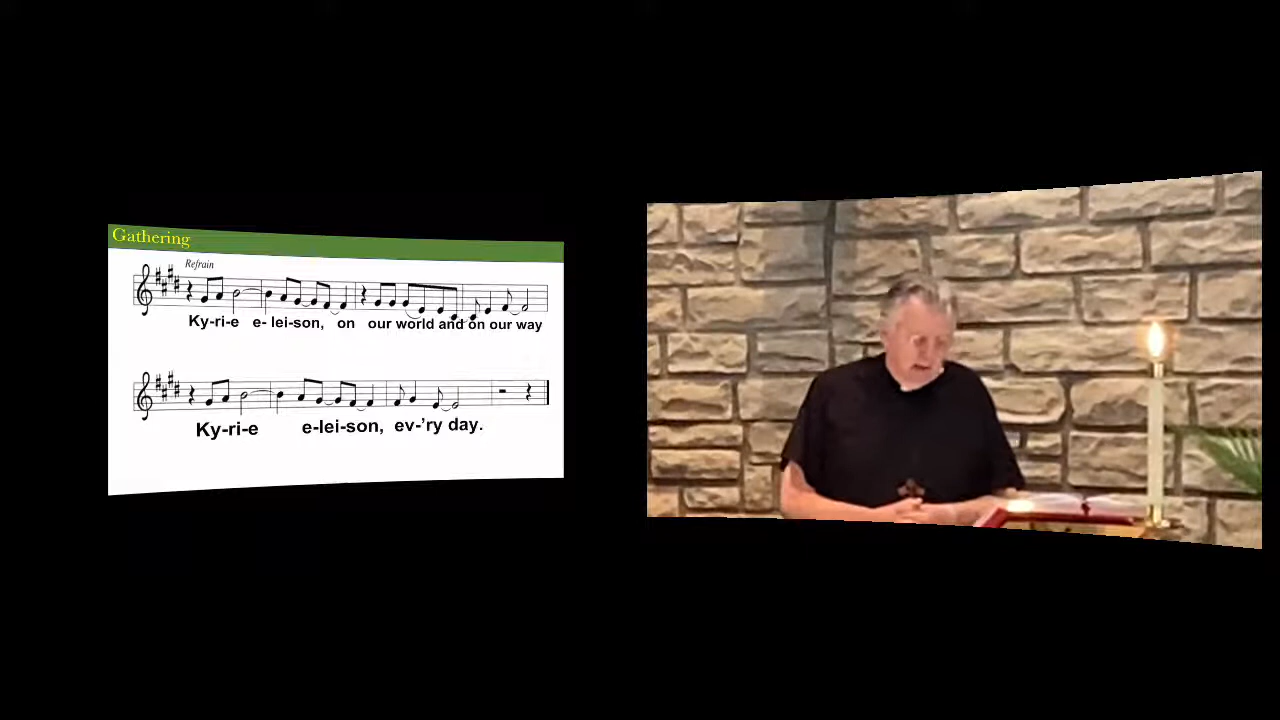 Gathering
Refrain
Ky-ri-e e- lei-son, on our world and on our way
Ky-ri-e e-lei-son, ev-’ry day.